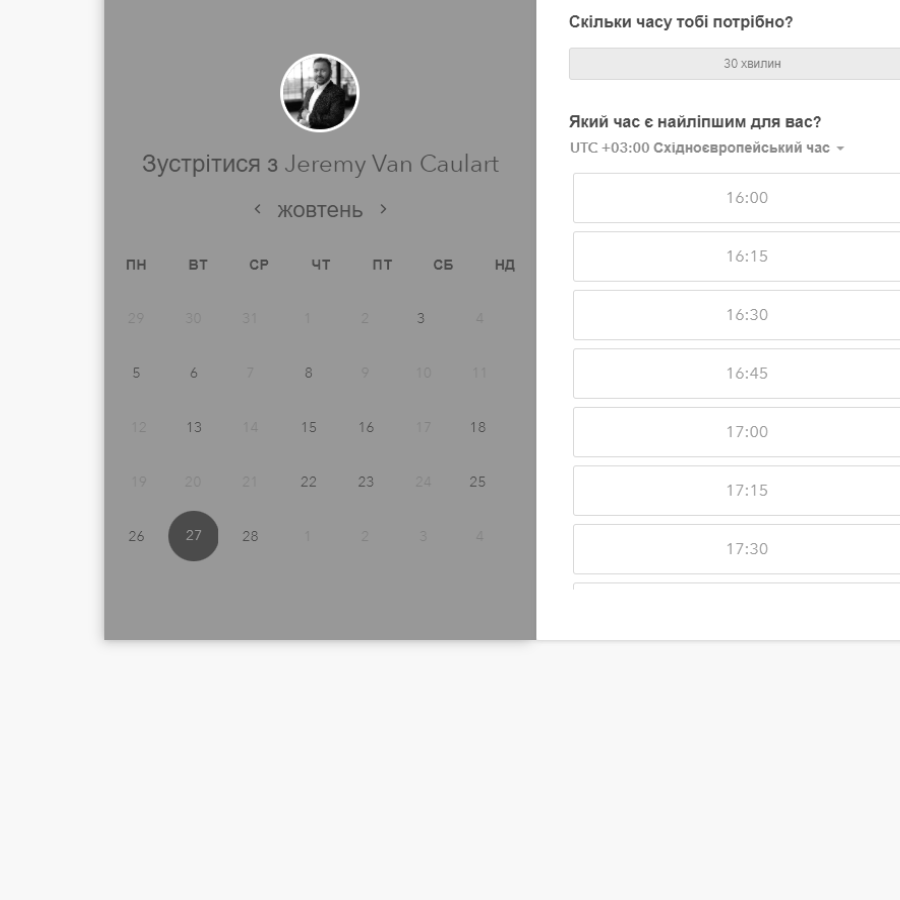 Зустрітися з Jeremy Van Caulart
жовтень
ПН ВТ СР ЧТ ПТ СБ НД
29 30 31 1 2 3 4
5 6 7 8 9 10 11
12 13 14 15 16 17 18
19 20 21 22 23 24 25
26 27 28 1 2 3 4
Скільки часу тобі потрібно?
30 хвилин
Який час є найліпшим для вас?
UTC +03:00 Східноєвропейський час
16:00
16:15
16:30
16:45
17:00
17:15
17:30